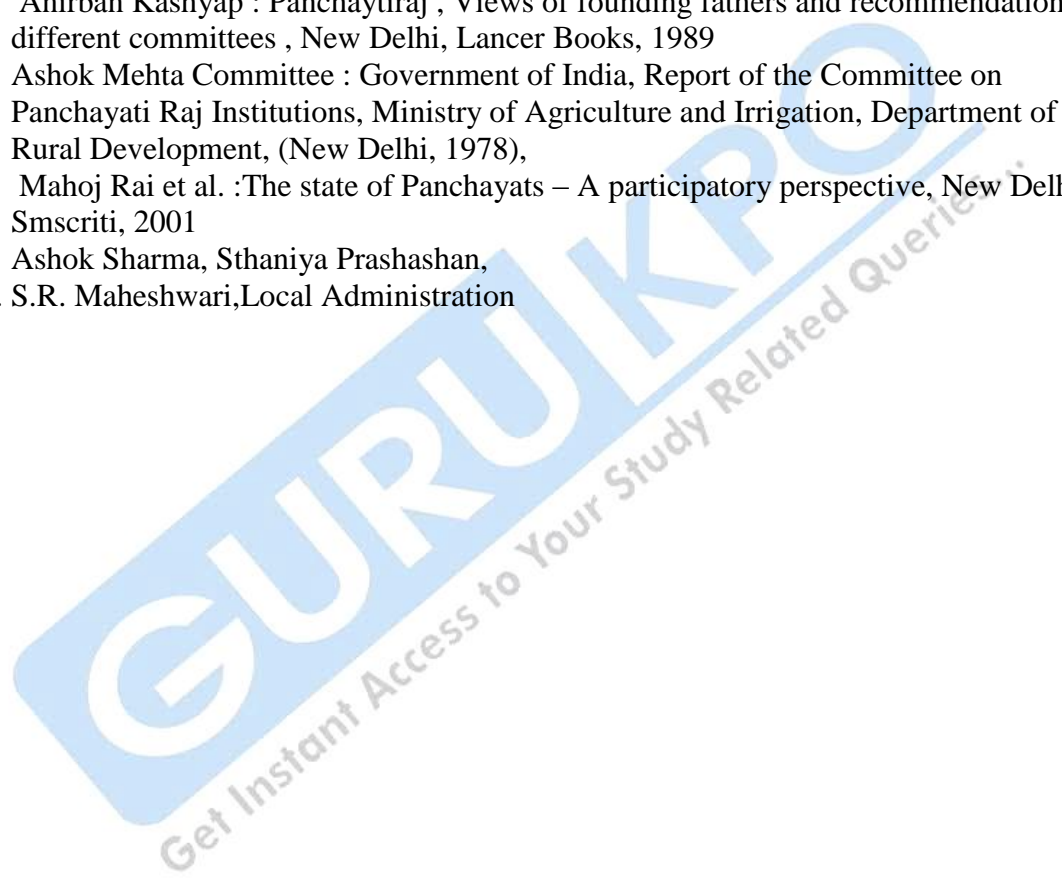 Anirban Kashyap : Panchaytiraj , Views of founding fathers and recommendation
different committees , New Delhi, Lancer Books, 1989
Ashok Mehta Committee : Government of India, Report of the Committee on
Panchayati Raj Institutions, Ministry of Agriculture and Irrigation, Department of
Rural Development, (New Delhi, 1978),
Mahoj Rai et al. :The state of Panchayats – A participatory perspective, New Delh
Smscriti, 2001
Ashok Sharma, Sthaniya Prashashan,
. S.R. Maheshwari,Local Administration
GURUKPO
Get Instant Access to Your Study Related Queries...